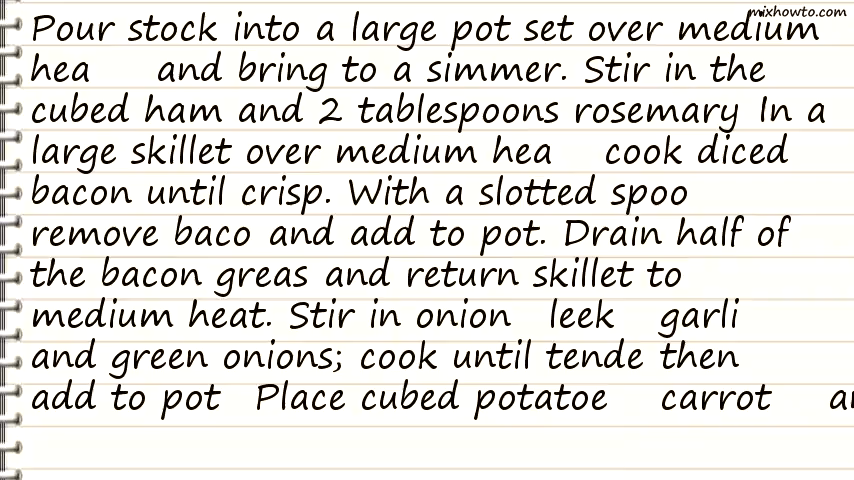 mixhowto.com
Pour stock into a large pot set over medium
hea and bring to a simmer. Stir in the
cubed ham and 2 tablespoons rosemary In a
large skillet over medium hea cook diced
bacon until crisp. With a slotted spoo
remove baco and add to pot. Drain half of
the bacon greas and return skillet to
medium heat. Stir in onion leek garli
and green onions; cook until tende then
add to pot Place cubed potatoe carrot